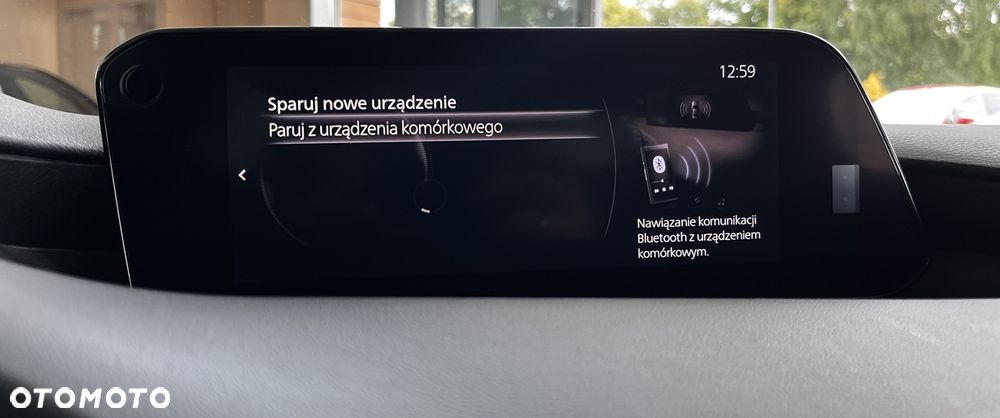 12:59
Sparuj nowe urządzenie
Paruj z urządzenia komórkowego
Nawiązanie komunikacji
Bluetooth z urządzeniem
komórkowym.
OTOMOTO